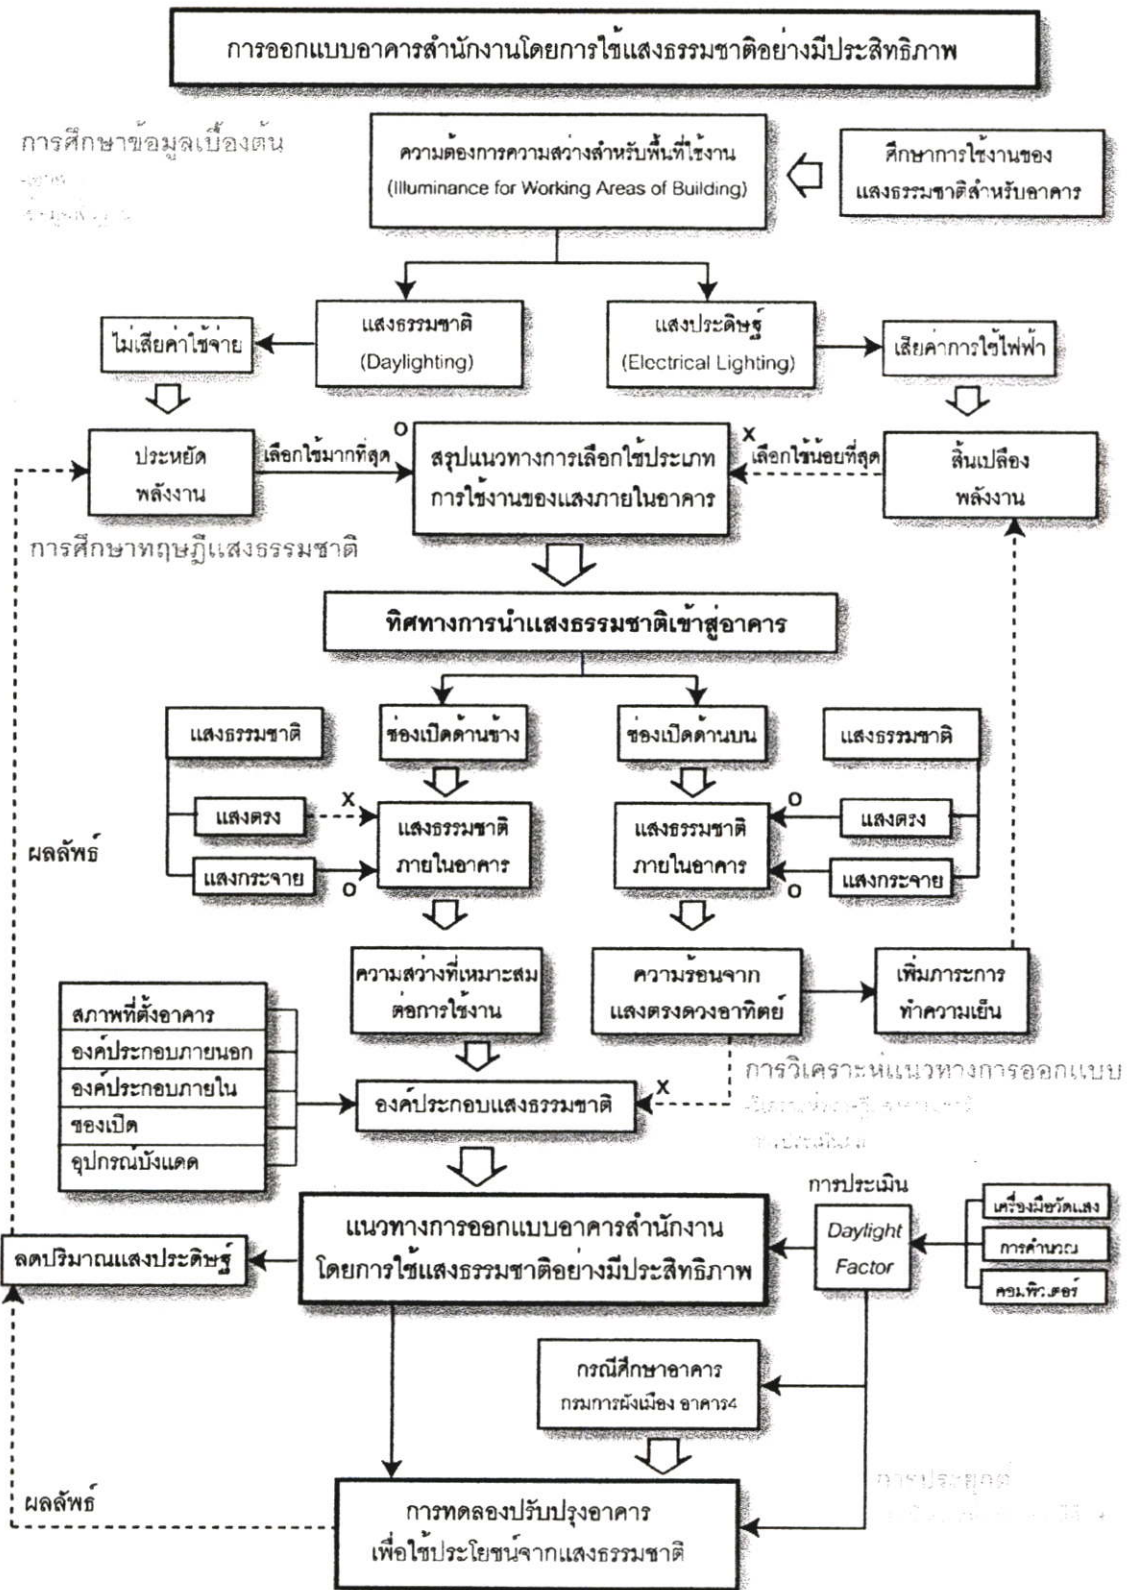 การออกแบบอาคารสำนักงานโดยการใช้แสงธรรมชาติอย่างมีประสิทธิภาพ
การศึกษาข้อมูลเบื้องต้น
ความต้องการความสว่างสำหรับพื้นที่ใช้งาน
(Illuminance for Working Areas of Building)
ศึกษาการใช้งานของ
แสงธรรมชาติสำหรับอาคาร
ไม่เสียค่าใช้จ่าย
แสงธรรมชาติ
(Daylighting)
แสงประดิษฐ์
(Electrical Lighting)
เสียค่าการใช้ไฟฟ้า
ประหยัด
พลังงาน
เลือกใช้มากที่สุด
O
สรุปแนวทางการเลือกใช้ประเภท
การใช้งานของแสงภายในอาคาร
X
เลือกใช้น้อยที่สุด
สิ้นเปลือง
พลังงาน
การศึกษาทฤษฎีแสงธรรมชาติ
ทิศทางการนำแสงธรรมชาติเข้าสู่อาคาร
แสงธรรมชาติ
ช่องเปิดด้านข้าง
ช่องเปิดด้านบน
แสงธรรมชาติ
แสงตรง
X
แสงกระจาย
O
แสงธรรมชาติ
ภายในอาคาร
แสงธรรมชาติ
ภายในอาคาร
O
แสงตรง
O
แสงกระจาย
ผลลัพธ์
ความสว่างที่เหมาะสม
ต่อการใช้งาน
ความร้อนจาก
แสงตรงดวงอาทิตย์
เพิ่มภาระการ
ทำความเย็น
สภาพที่ตั้งอาคาร
องค์ประกอบภายนอก
องค์ประกอบภายใน
ช่องเปิด
อุปกรณ์บังแดด
องค์ประกอบแสงธรรมชาติ
X
การวิเคราะห์แนวทางการออกแบบ
แนวทางการออกแบบอาคารสำนักงาน
โดยการใช้แสงธรรมชาติอย่างมีประสิทธิภาพ
ลดปริมาณแสงประดิษฐ์
การประเมิน
Daylight
Factor
เครื่องมือวัดแสง
การคำนวณ
คอมพิวเตอร์
กรณีศึกษาอาคาร
กรมการผังเมือง อาคาร4
การประยุกต์
ผลลัพธ์
การทดลองปรับปรุงอาคาร
เพื่อใช้ประโยชน์จากแสงธรรมชาติ